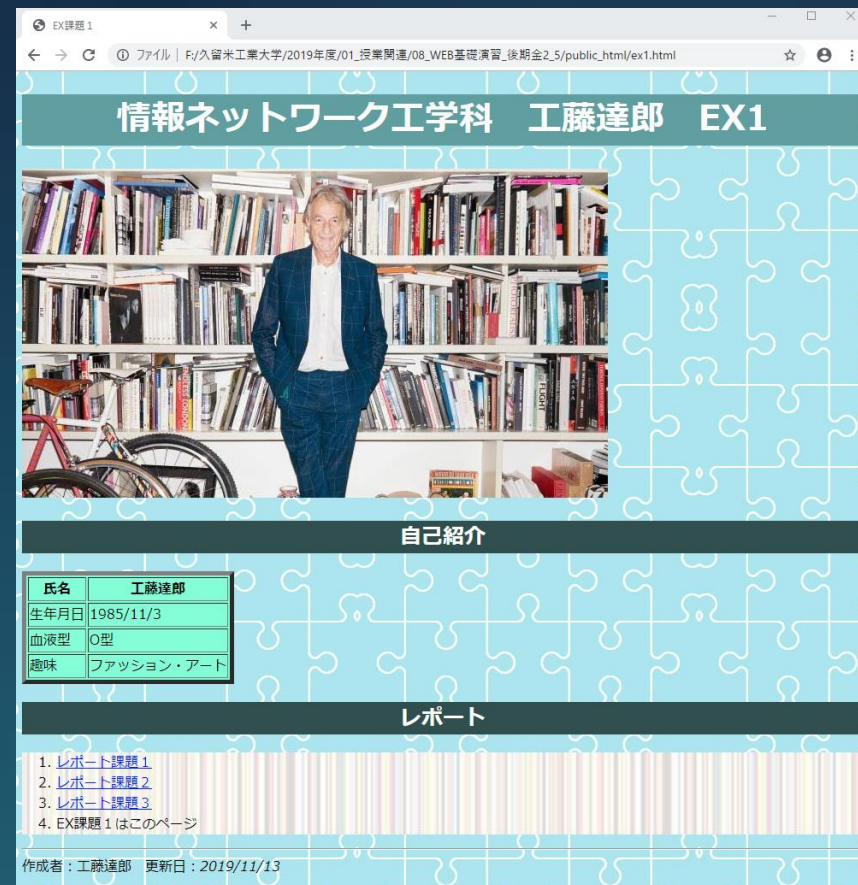 EX課題1
ファイル | F:/久留米工業大学/2019年度/01_授業関連/08_WEB基礎演習_後期金2_5/public_html/ex1.html
情報ネットワーク工学科　工藤達郎　EX1
自己紹介
氏名 工藤達郎
生年月日 1985/11/3
血液型 O型
趣味 ファッション・アート
レポート
1. レポート課題1
2. レポート課題2
3. レポート課題3
4. EX課題1はこのページ
作成者：工藤達郎　更新日：2019/11/13